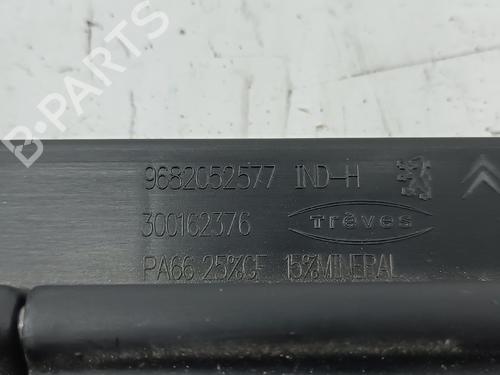 B-PARTS
9682052577 IND-H
300162376 Trèves
PA66 25%GF 15%MINERAL